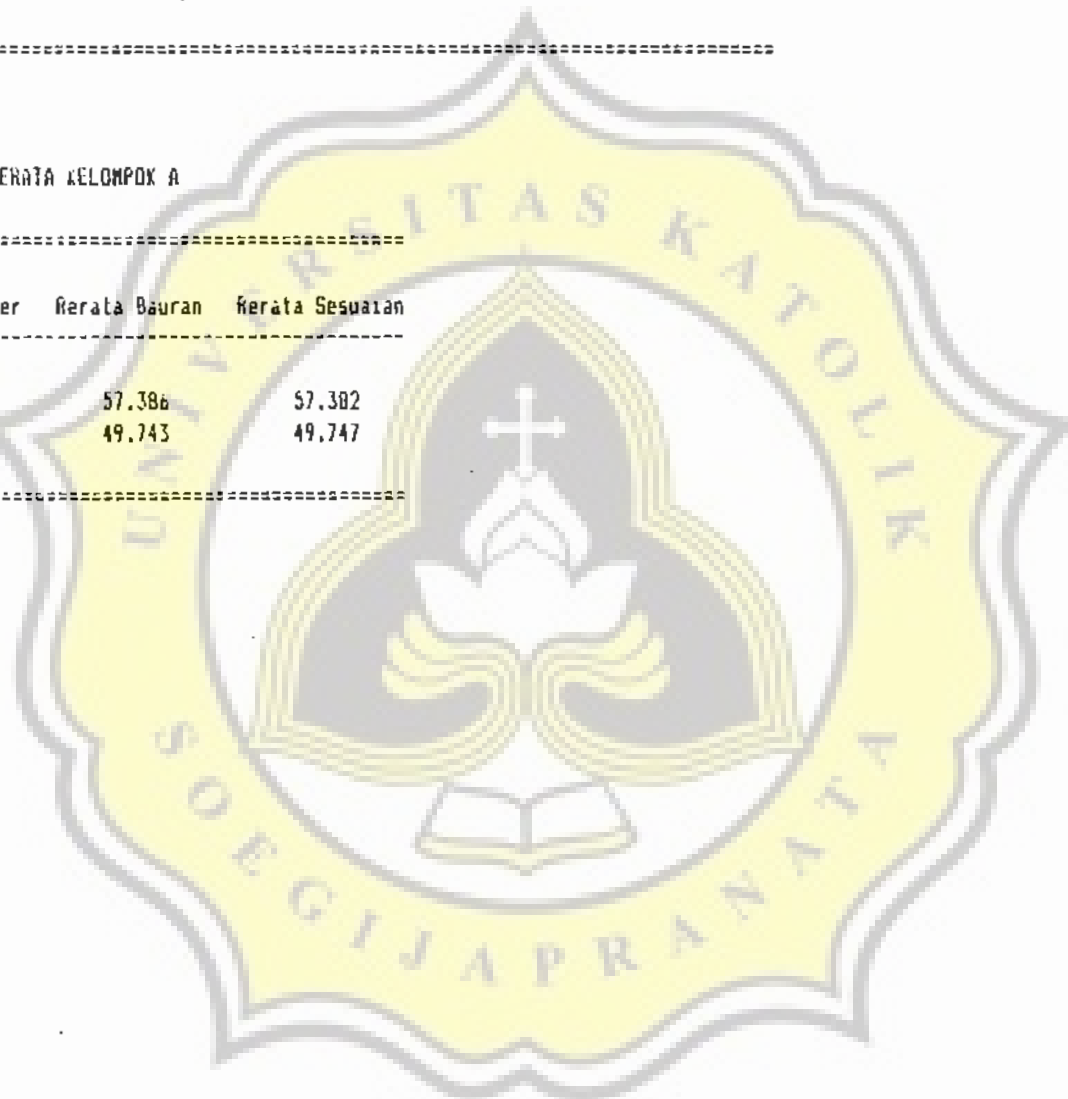 ERATA KELOMPOK A
er Rerata Bauran Rerata Sesuaian
57.386 57.382
49.743 49.747
UNIVERSITAS KATOLIK
SOEGIJAPRANATA